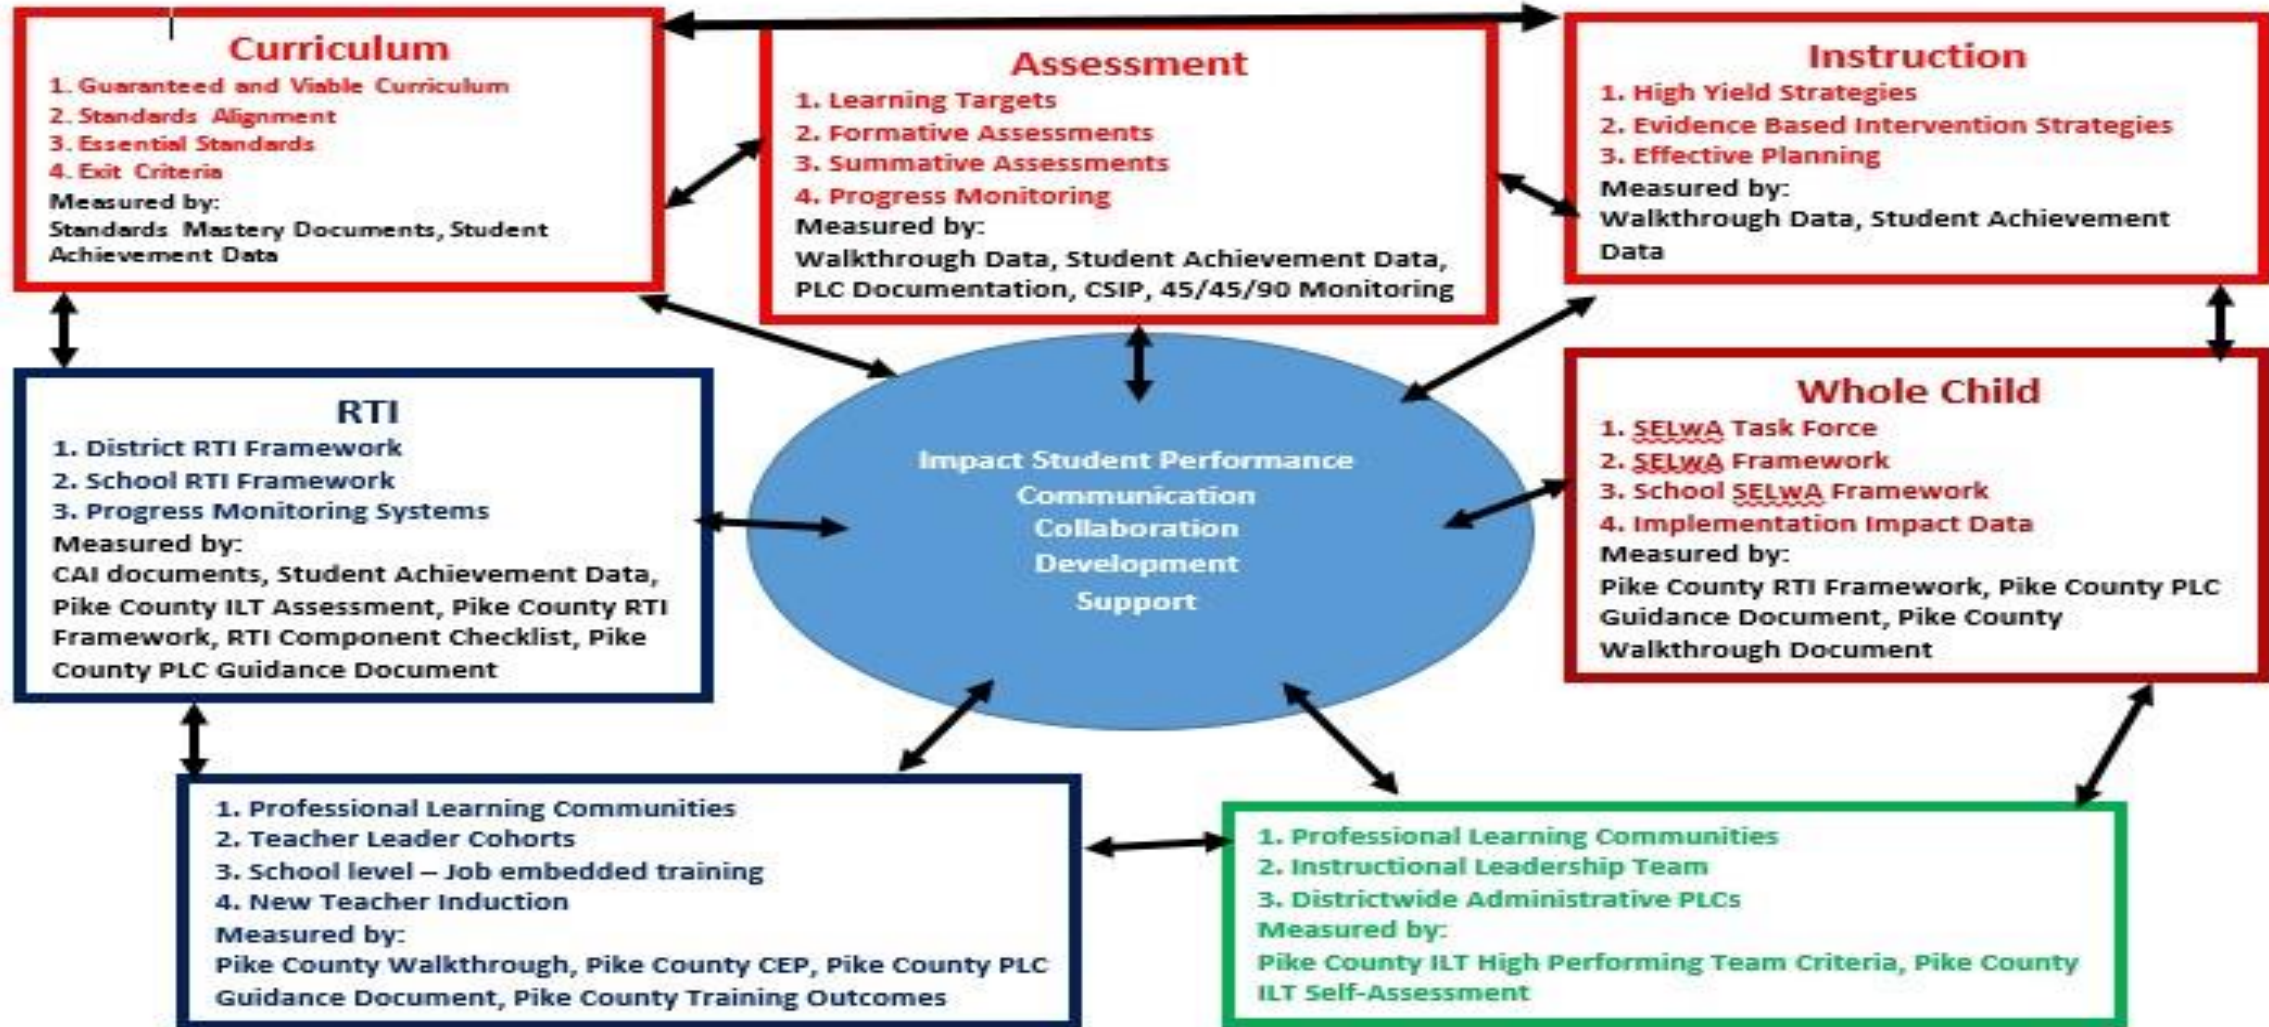 Curriculum
1. Guaranteed and Viable Curriculum
2. Standards Alignment
3. Essential Standards
4. Exit Criteria
Measured by:
Standards Mastery Documents, Student
Achievement Data
Assessment
1. Learning Targets
2. Formative Assessments
3. Summative Assessments
4. Progress Monitoring
Measured by:
Walkthrough Data, Student Achievement Data,
PLC Documentation, CSIP, 45/45/90 Monitoring
Instruction
1. High Yield Strategies
2. Evidence Based Intervention Strategies
3. Effective Planning
Measured by:
Walkthrough Data, Student Achievement
Data
RTI
1. District RTI Framework
2. School RTI Framework
3. Progress Monitoring Systems
Measured by:
CAI documents, Student Achievement Data,
Pike County ILT Assessment, Pike County RTI
Framework, RTI Component Checklist, Pike
County PLC Guidance Document
Impact Student Performance
Communication
Collaboration
Development
Support
Whole Child
1. SELwA Task Force
2. SELwA Framework
3. School SELwA Framework
4. Implementation Impact Data
Measured by:
Pike County RTI Framework, Pike County PLC
Guidance Document, Pike County
Walkthrough Document
1. Professional Learning Communities
2. Teacher Leader Cohorts
3. School level – Job embedded training
4. New Teacher Induction
Measured by:
Pike County Walkthrough, Pike County CEP, Pike County PLC
Guidance Document, Pike County Training Outcomes
1. Professional Learning Communities
2. Instructional Leadership Team
3. Districtwide Administrative PLCs
Measured by:
Pike County ILT High Performing Team Criteria, Pike County
ILT Self-Assessment